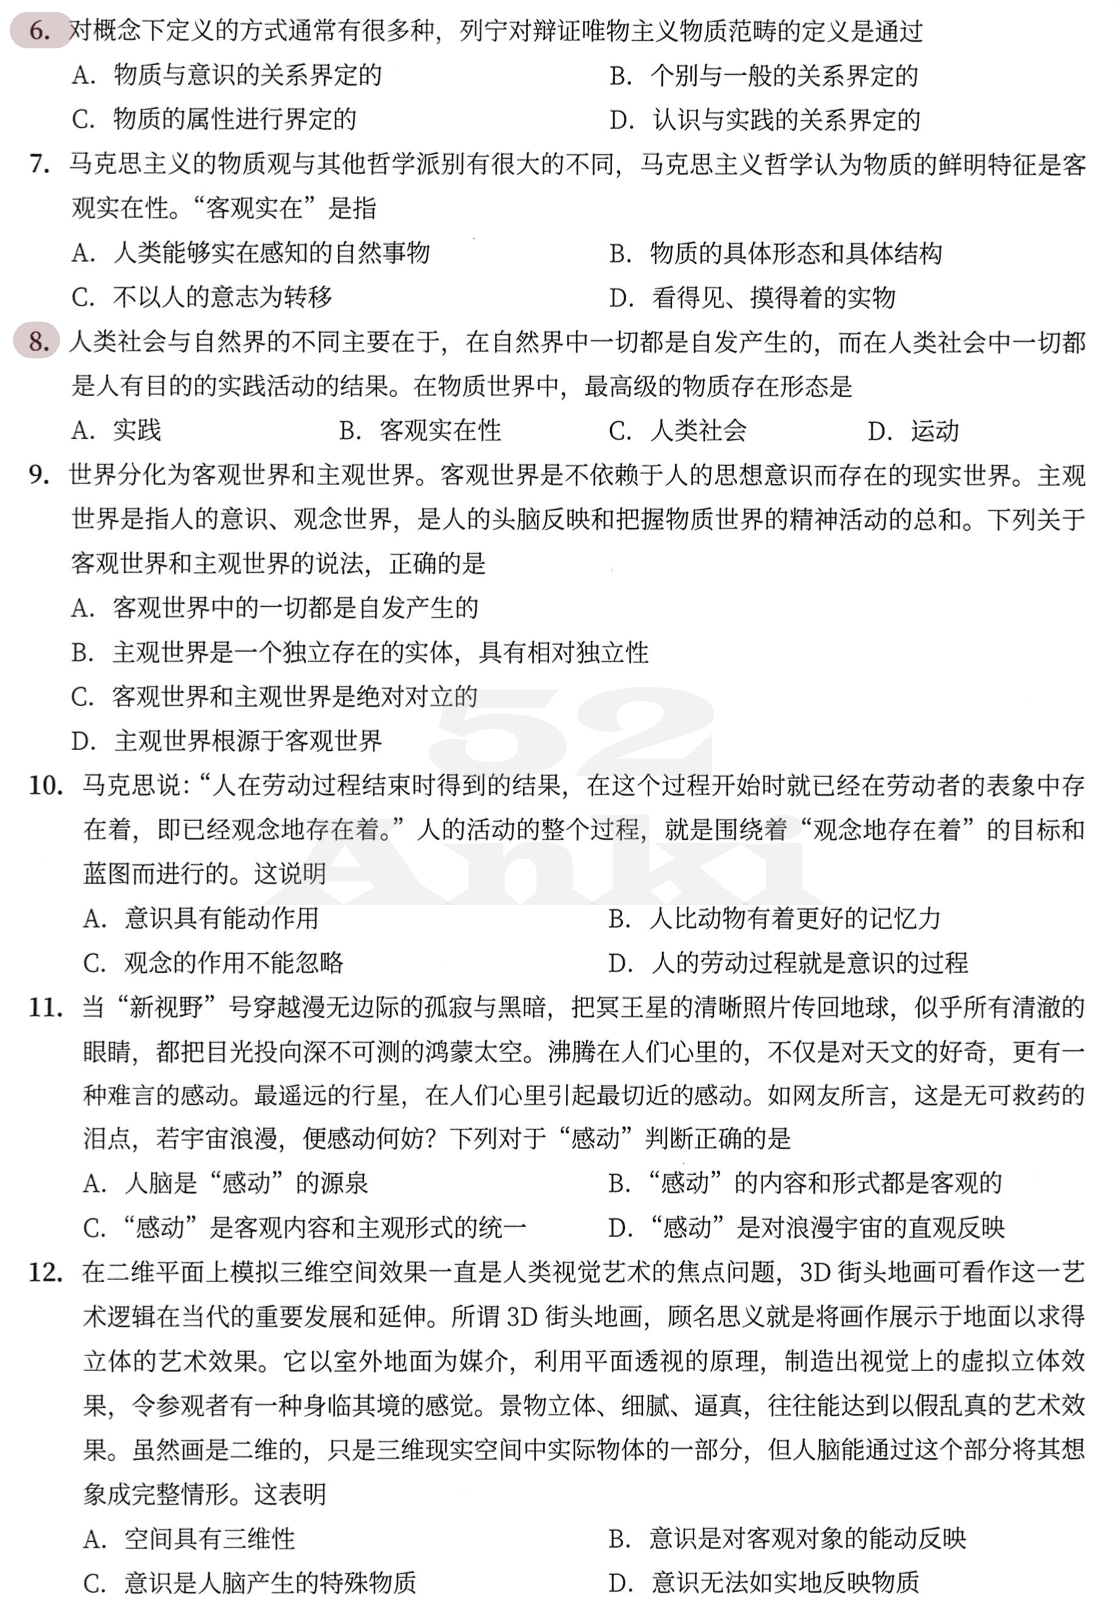 6. 对概念下定义的方式通常有很多种，列宁对辩证唯物主义物质范畴的定义是通过
A. 物质与意识的关系界定的 B. 个别与一般的关系界定的
C. 物质的属性进行界定的 D. 认识与实践的关系界定的
7. 马克思主义的物质观与其他哲学派别有很大的不同，马克思主义哲学认为物质的鲜明特征是客
观实在性。“客观实在”是指
A. 人类能够实在感知的自然事物 B. 物质的具体形态和具体结构
C. 不以人的意志为转移 D. 看得见、摸得着的实物
8. 人类社会与自然界的不同主要在于，在自然界中一切都是自发产生的，而在人类社会中一切都
是人有目的的实践活动的结果。在物质世界中，最高级的物质存在形态是
A. 实践 B. 客观实在性 C. 人类社会 D. 运动
9. 世界分化为客观世界和主观世界。客观世界是不依赖于人的思想意识而存在的现实世界。主观
世界是指人的意识、观念世界，是人的头脑反映和把握物质世界的精神活动的总和。下列关于
客观世界和主观世界的说法，正确的是
A. 客观世界中的一切都是自发产生的
B. 主观世界是一个独立存在的实体，具有相对独立性
C. 客观世界和主观世界是绝对对立的
D. 主观世界根源于客观世界
10. 马克思说：“人在劳动过程结束时得到的结果，在这个过程开始时就已经在劳动者的表象中存
在着，即已经观念地存在着。”人的活动的整个过程，就是围绕着“观念地存在着”的目标和
蓝图而进行的。这说明
A. 意识具有能动作用 B. 人比动物有着更好的记忆力
C. 观念的作用不能忽略 D. 人的劳动过程就是意识的过程
11. 当“新视野”号穿越漫无边际的孤寂与黑暗，把冥王星的清晰照片传回地球，似乎所有清澈的
眼睛，都把目光投向深不可测的鸿蒙太空。沸腾在人们心里的，不仅是对天文的好奇，更有一
种难言的感动。最遥远的行星，在人们心里引起最切近的感动。如网友所言，这是无可救药的
泪点，若宇宙浪漫，便感动何妨？下列对于“感动”判断正确的是
A. 人脑是“感动”的源泉 B. “感动”的内容和形式都是客观的
C. “感动”是客观内容和主观形式的统一 D. “感动”是对浪漫宇宙的直观反映
12. 在二维平面上模拟三维空间效果一直是人类视觉艺术的焦点问题，3D 街头地画可看作这一艺
术逻辑在当代的重要发展和延伸。所谓 3D 街头地画，顾名思义就是将画作展示于地面以求得
立体的艺术效果。它以室外地面为媒介，利用平面透视的原理，制造出视觉上的虚拟立体效
果，令参观者有一种身临其境的感觉。景物立体、细腻、逼真，往往能达到以假乱真的艺术效
果。虽然画是二维的，只是三维现实空间中实际物体的一部分，但人脑能通过这个部分将其想
象成完整情形。这表明
A. 空间具有三维性 B. 意识是对客观对象的能动反映
C. 意识是人脑产生的特殊物质 D. 意识无法如实地反映物质
52
Anki